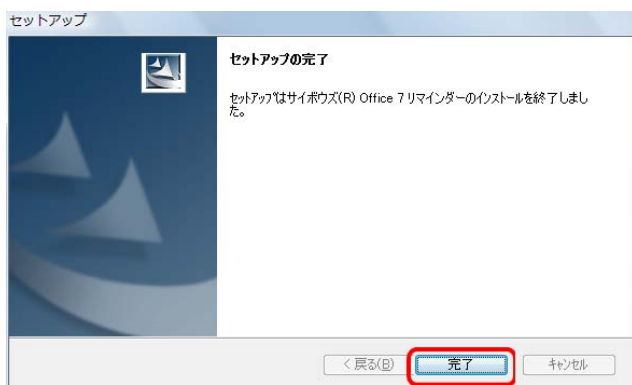 セットアップ
セットアップの完了
セットアップはサイボウズ(R) Office 7 リマインダーのインストールを終了しまし
た。
< 戻る(B)
完了
キャンセル